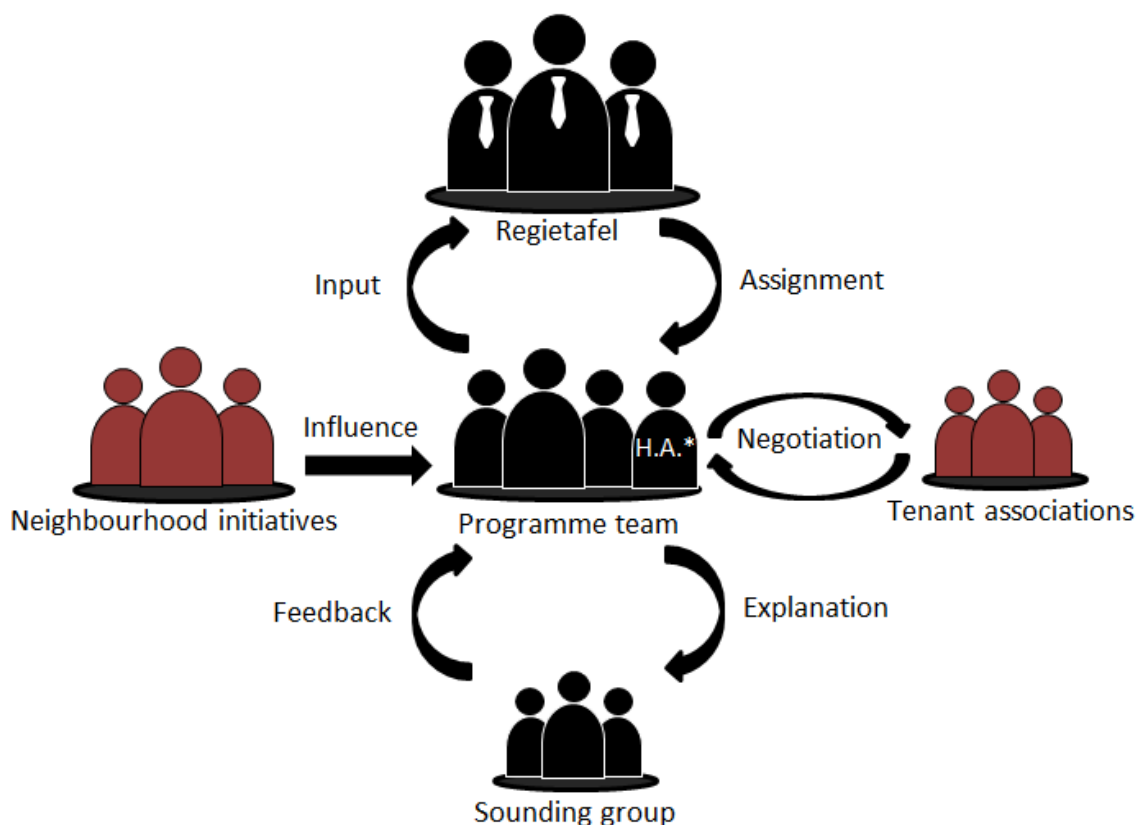 Regietafel
Input
Assignment
Influence
H.A.*
Negotiation
Neighbourhood initiatives
Programme team
Tenant associations
Feedback
Explanation
Sounding group